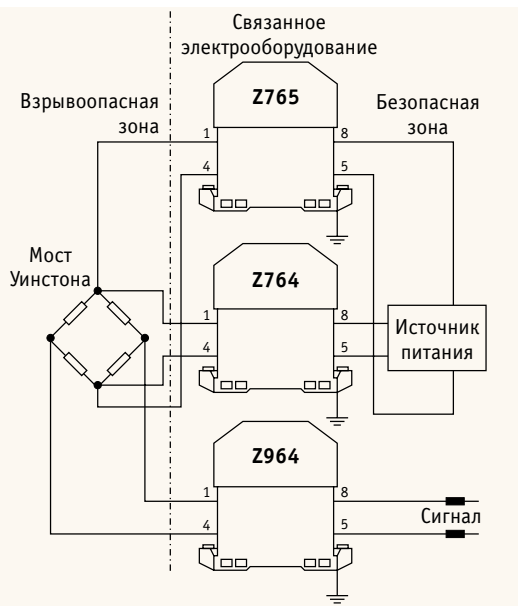 Связанное
электрооборудование
Взрывоопасная
зона
Z765
Безопасная
зона
1
8
4
5
Мост
Уинстона
Z764
1
8
4
5
Источник
питания
Z964
1
8
4
5
Сигнал